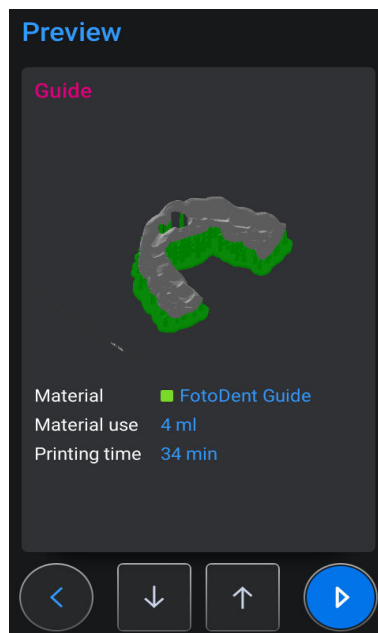 Preview
Guide
Material FotoDent Guide
Material use 4 ml
Printing time 34 min